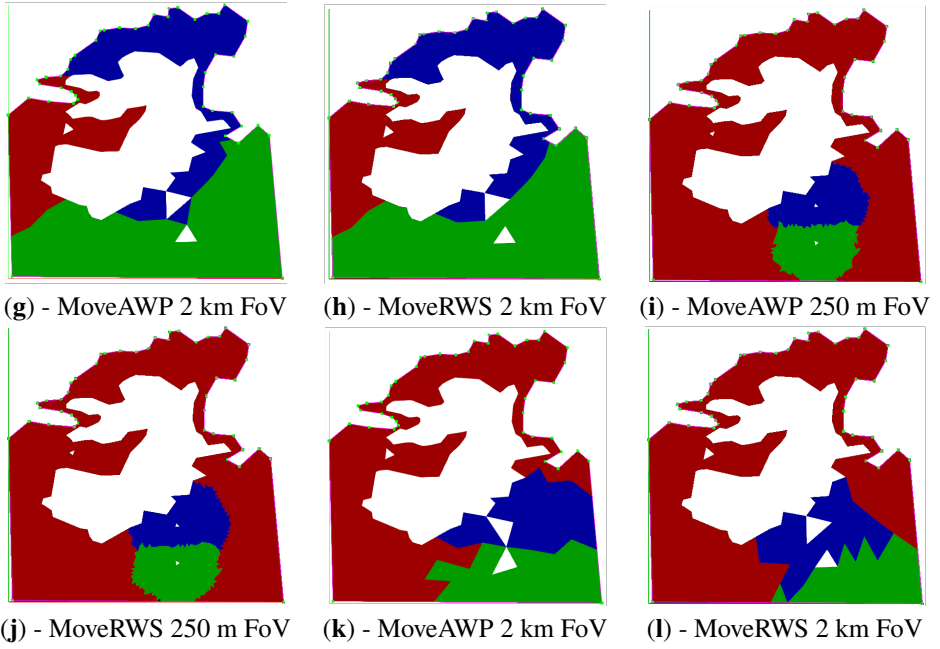 (g) - MoveAWP 2 km FoV (h) - MoveRWS 2 km FoV (i) - MoveAWP 250 m FoV
(j) - MoveRWS 250 m FoV (k) - MoveAWP 2 km FoV (l) - MoveRWS 2 km FoV